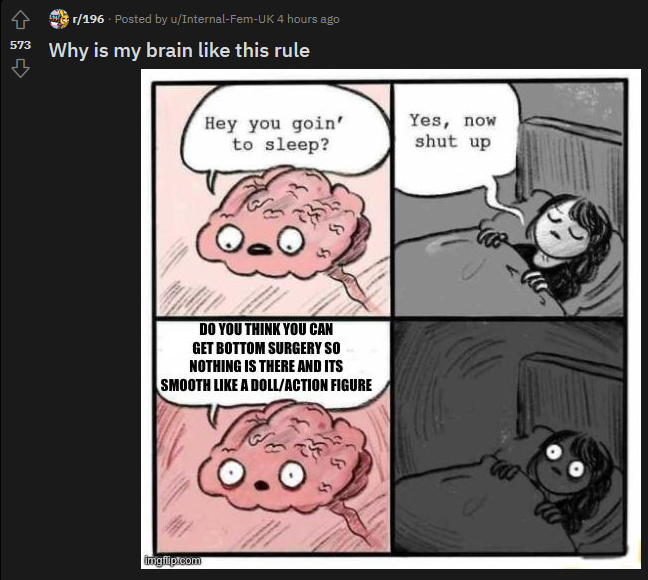 r/196 · Posted by u/Internal-Fem-UK 4 hours ago
573
Why is my brain like this rule
Hey you goin'
to sleep?
Yes, now
shut up
DO YOU THINK YOU CAN
GET BOTTOM SURGERY SO
NOTHING IS THERE AND ITS
SMOOTH LIKE A DOLL/ACTION FIGURE
imgflip.com